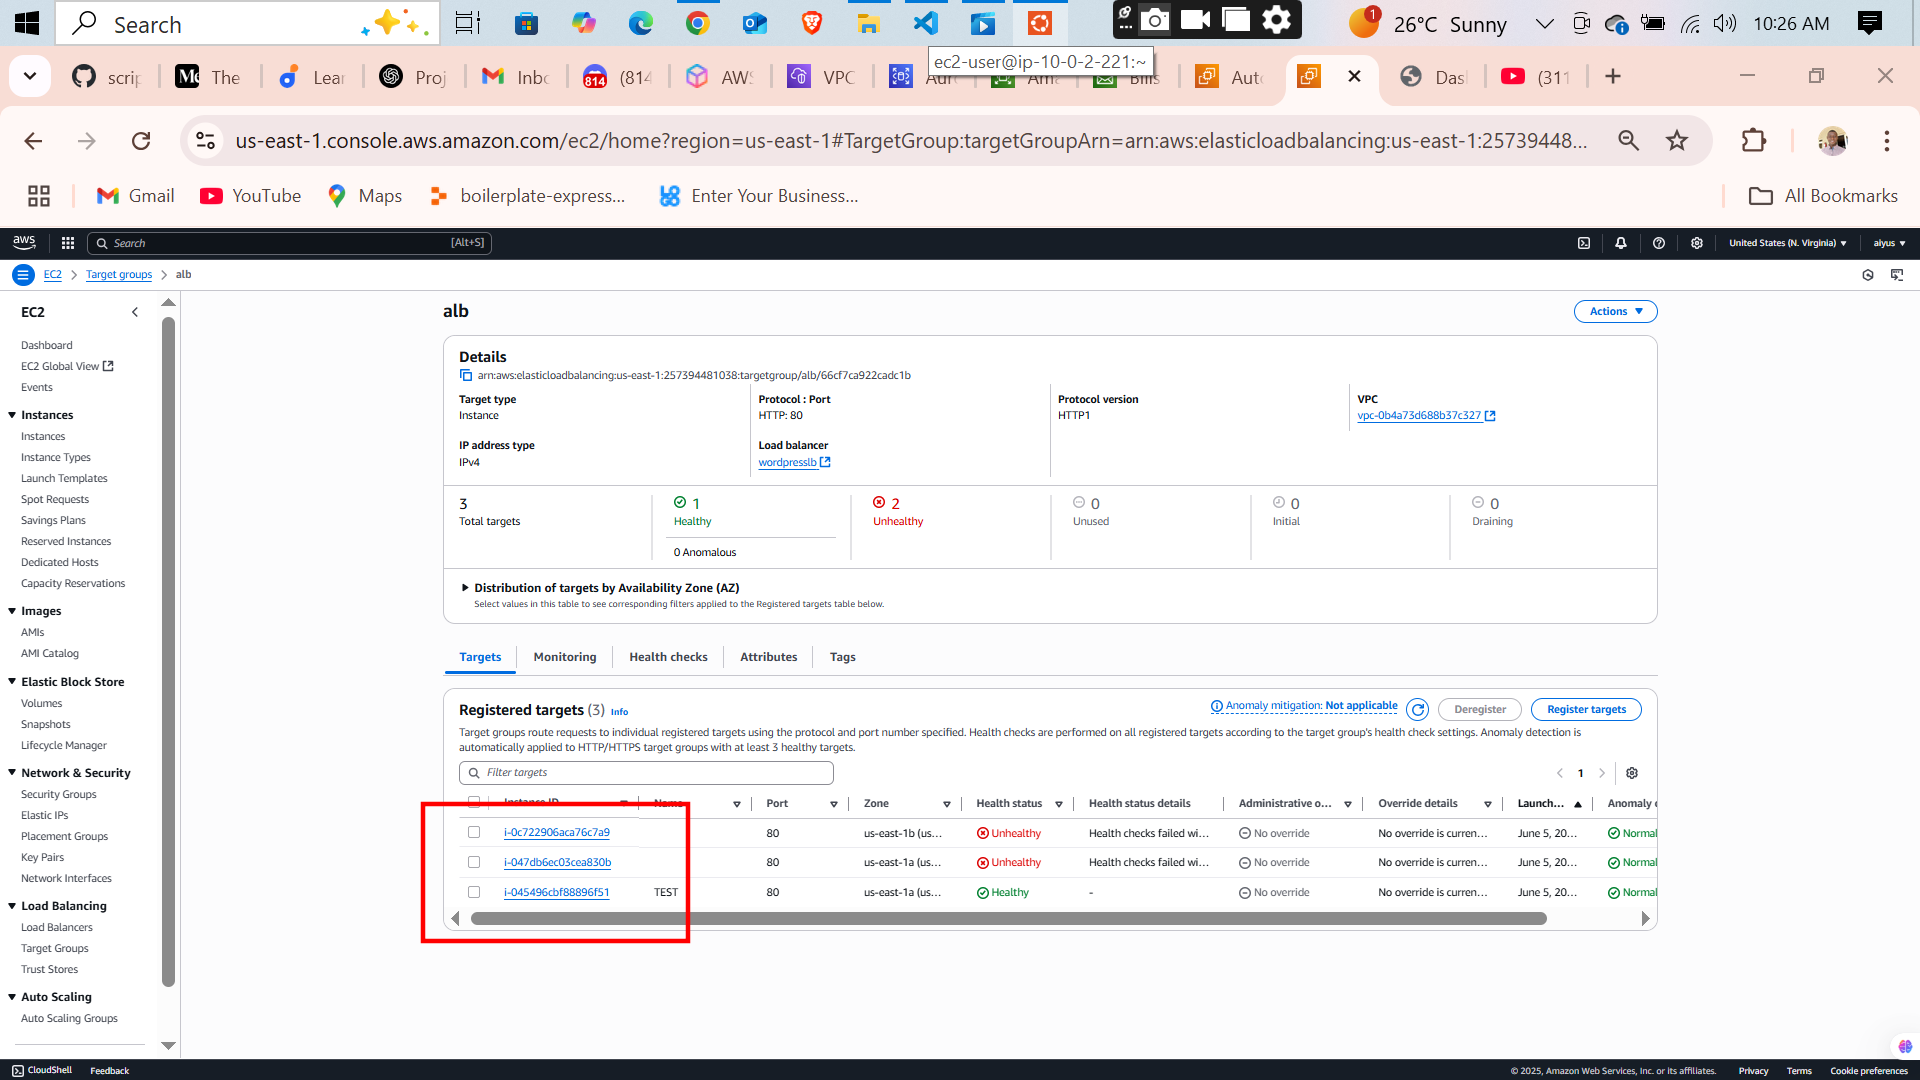 Search
26°C Sunny
10:26 AM
ec2-user@ip-10-0-2-221:~
The
Proj
VPC
us-east-1.console.aws.amazon.com/ec2/home?region=us-east-1#TargetGroup:targetGroupArn=arn:aws:elasticloadbalancing:us-east-1:25739448...
Gmail
YouTube
Maps
boilerplate-express...
Enter Your Business...
All Bookmarks
aws
Search
[Alt+S]
United States (N. Virginia)
aiyus
EC2
Target groups
alb
EC2
Dashboard
EC2 Global View
Events
Instances
Instances
Instance Types
Launch Templates
Spot Requests
Savings Plans
Reserved Instances
Dedicated Hosts
Capacity Reservations
Images
AMIs
AMI Catalog
Elastic Block Store
Volumes
Snapshots
Lifecycle Manager
Network & Security
Security Groups
Elastic IPs
Placement Groups
Key Pairs
Network Interfaces
Load Balancing
Load Balancers
Target Groups
Trust Stores
Auto Scaling
Auto Scaling Groups
alb
Actions
Details
arn:aws:elasticloadbalancing:us-east-1:257394481038:targetgroup/alb/66cf7ca922cadc1b
Target type
Instance
Protocol : Port
HTTP: 80
Protocol version
HTTP1
VPC
vpc-0b4a73d688b37c327
IP address type
IPv4
Load balancer
wordpresslb
3
Total targets
1
Healthy
0 Anomalous
2
Unhealthy
0
Unused
0
Initial
0
Draining
Distribution of targets by Availability Zone (AZ)
Select values in this table to see corresponding filters applied to the Registered targets table below.
Targets
Monitoring
Health checks
Attributes
Tags
Registered targets (3) Info
Anomaly mitigation: Not applicable
Deregister
Register targets
Target groups route requests to individual registered targets using the protocol and port number specified. Health checks are performed on all registered targets according to the target group's health check settings. Anomaly detection is
automatically applied to HTTP/HTTPS target groups with at least 3 healthy targets.
Filter targets
1
Instance ID Name Port Zone Health status Health status details Administrative o... Override details Launch...
i-0c722906aca76c7a9 80 us-east-1b (us... Unhealthy Health checks failed wi... No override No override is curren... June 5, 20... Normal
i-047db6ec03cea830b 80 us-east-1a (us... Unhealthy Health checks failed wi... No override No override is curren... June 5, 20... Normal
i-045496cbf88896f51 TEST 80 us-east-1a (us... Healthy - No override No override is curren... June 5, 20... Normal
CloudShell
Feedback
© 2025, Amazon Web Services, Inc. or its affiliates.
Privacy
Terms
Cookie preferences